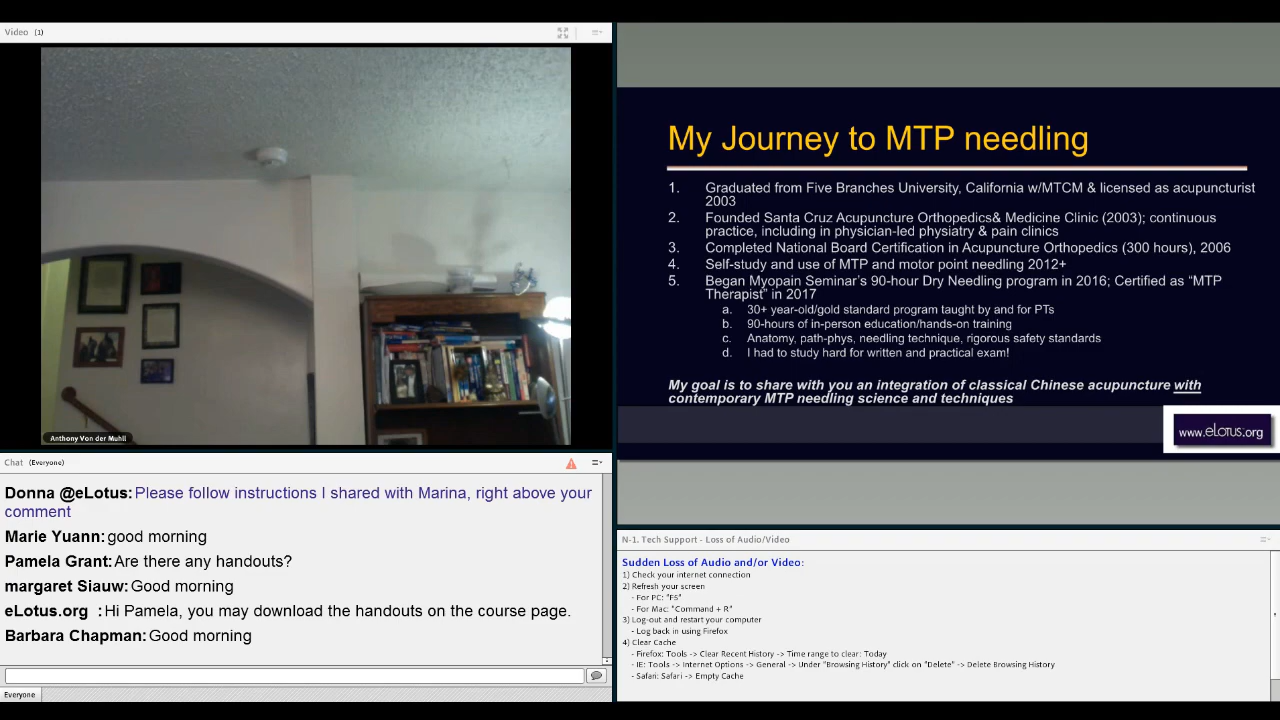 Video (1)
Anthony Von der Muhll
Chat (Everyone)
Donna @eLotus: Please follow instructions I shared with Marina, right above your
comment
Marie Yuann: good morning
Pamela Grant: Are there any handouts?
margaret Siauw: Good morning
eLotus.org : Hi Pamela, you may download the handouts on the course page.
Barbara Chapman: Good morning
Everyone
My Journey to MTP needling
1. Graduated from Five Branches University, California w/MTCM & licensed as acupuncturist
2003
2. Founded Santa Cruz Acupuncture Orthopedics& Medicine Clinic (2003); continuous
practice, including in physician-led physiatry & pain clinics
3. Completed National Board Certification in Acupuncture Orthopedics (300 hours), 2006
4. Self-study and use of MTP and motor point needling 2012+
5. Began Myopain Seminar's 90-hour Dry Needling program in 2016; Certified as “MTP
Therapist” in 2017
a. 30+ year-old/gold standard program taught by and for PTs
b. 90-hours of in-person education/hands-on training
c. Anatomy, path-phys, needling technique, rigorous safety standards
d. I had to study hard for written and practical exam!
My goal is to share with you an integration of classical Chinese acupuncture with
contemporary MTP needling science and techniques
www.eLotus.org
N-1. Tech Support - Loss of Audio/Video
Sudden Loss of Audio and/or Video:
1) Check your internet connection
2) Refresh your screen
- For PC: "F5"
- For Mac: "Command + R"
3) Log-out and restart your computer
- Log back in using Firefox
4) Clear Cache
- Firefox: Tools -> Clear Recent History -> Time range to clear: Today
- IE: Tools -> Internet Options -> General -> Under "Browsing History" click on "Delete" -> Delete Browsing History
- Safari: Safari -> Empty Cache